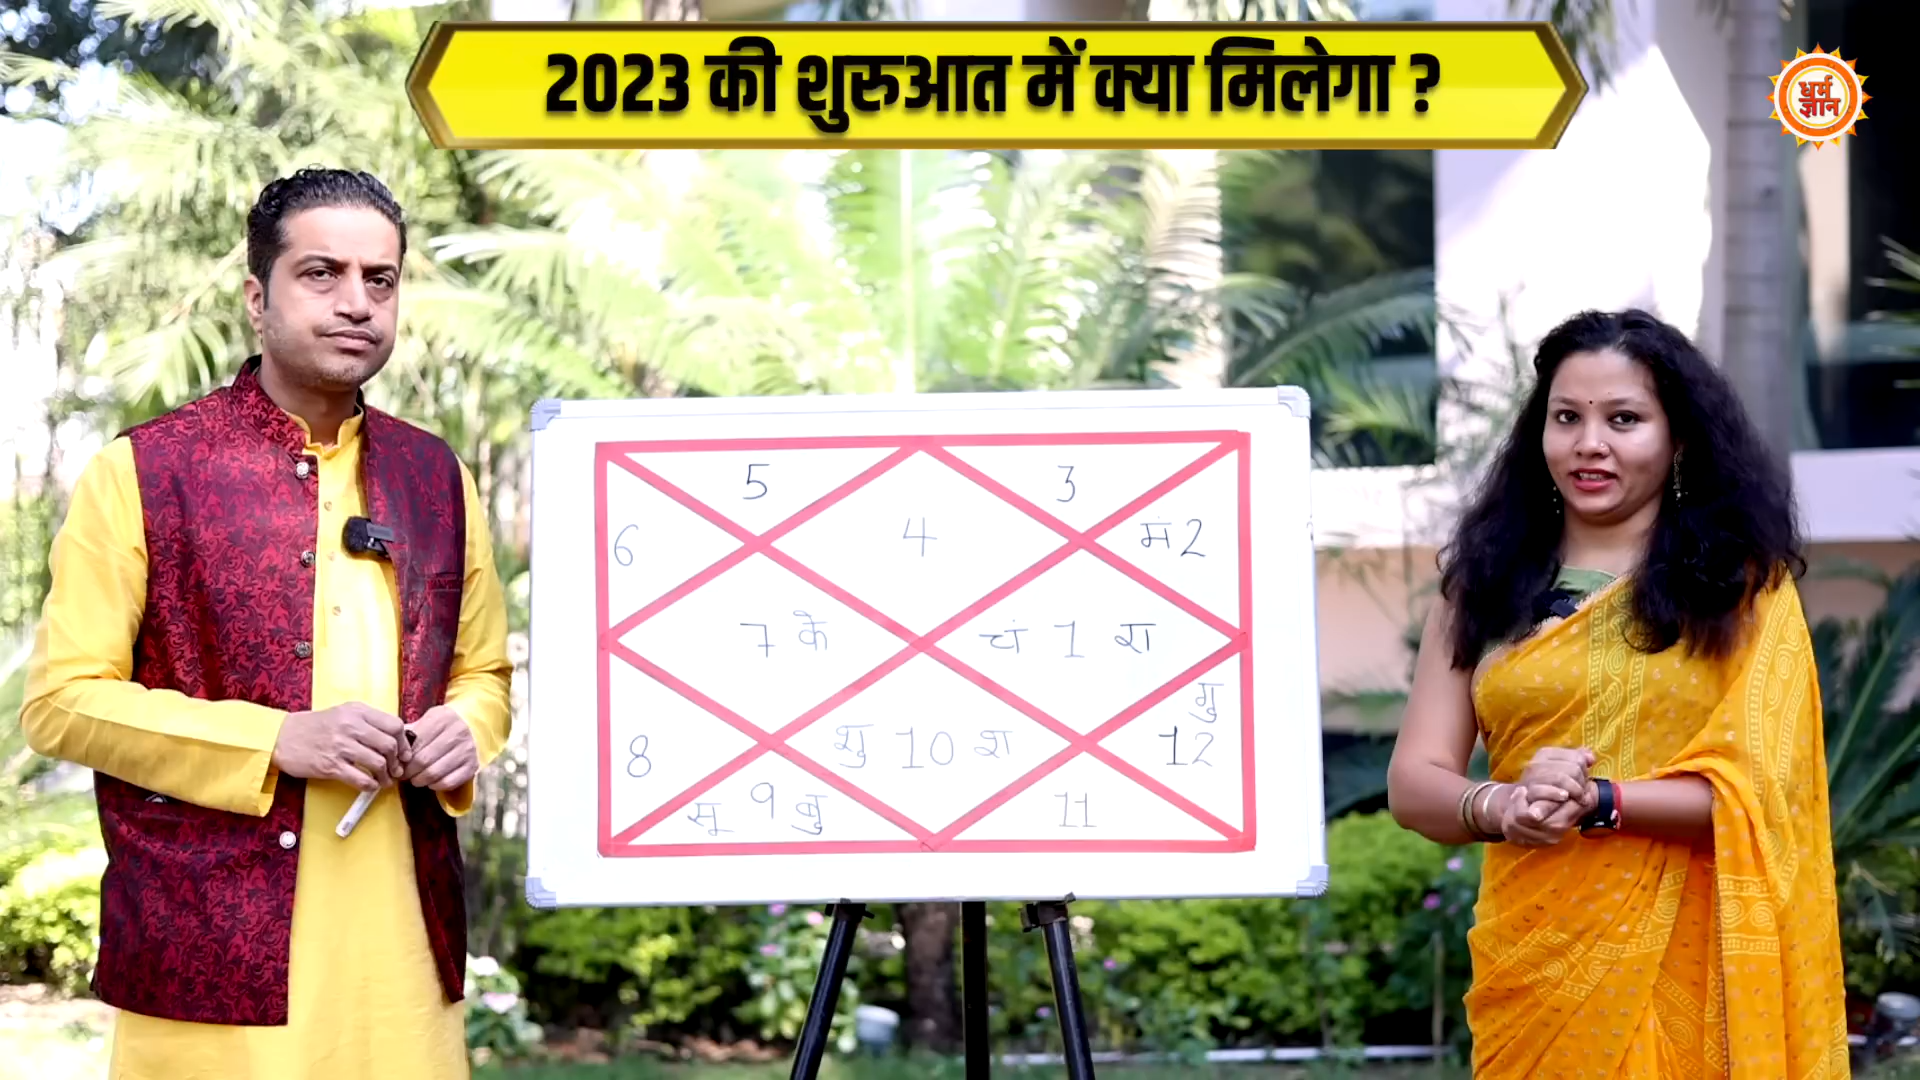 2023 की शुरुआत में क्या मिलेगा ?
धर्म
ज्ञान
5
3
6
4
मं 2
7 के
चं 1 रा
गु
8
शु 10 श
12
सू 9 बु
11